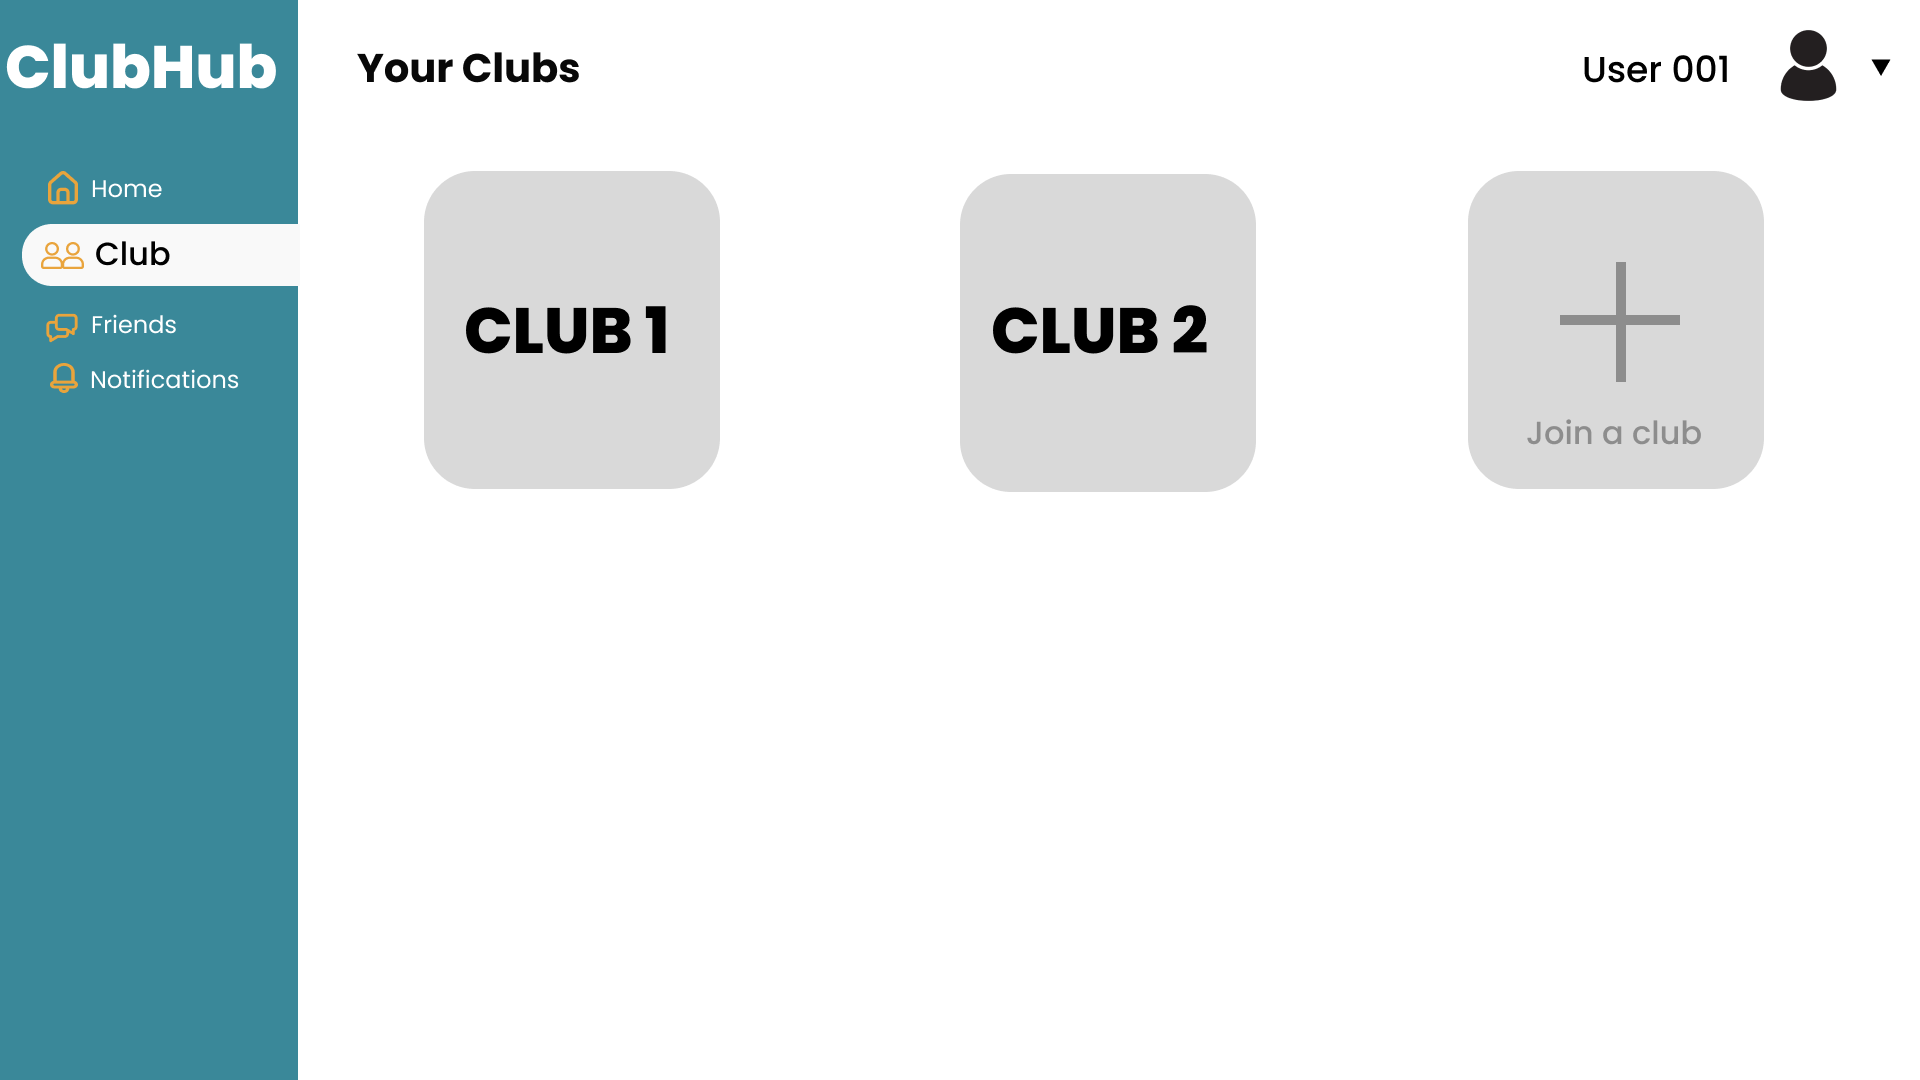 ClubHub
Home
Club
Friends
Notifications
Your Clubs
User 001
CLUB 1
CLUB 2
Join a club